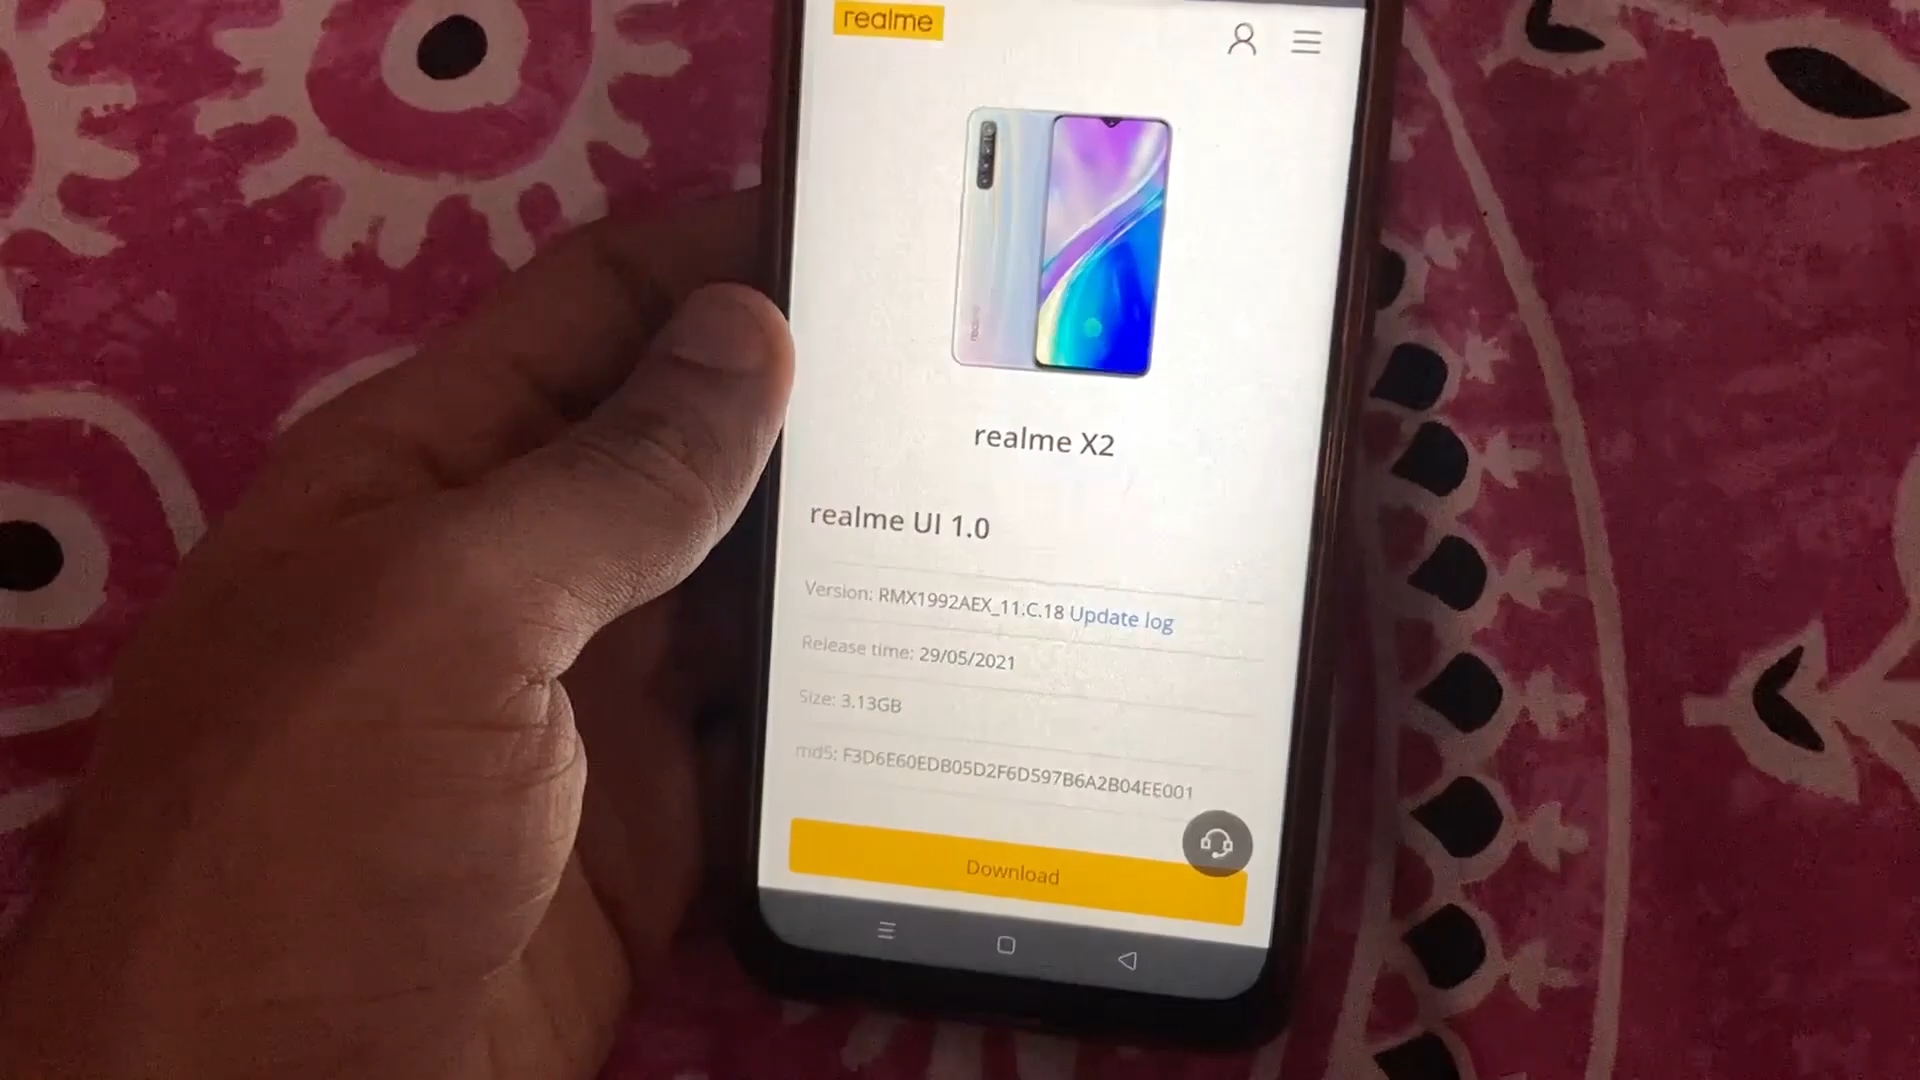 realme
realme X2
realme UI 1.0
Version: RMX1992AEX_11.C.18 Update log
Release time: 29/05/2021
Size: 3.13GB
md5: F3D6E60EDB05D2F6D597B6A2B04EE001
Download